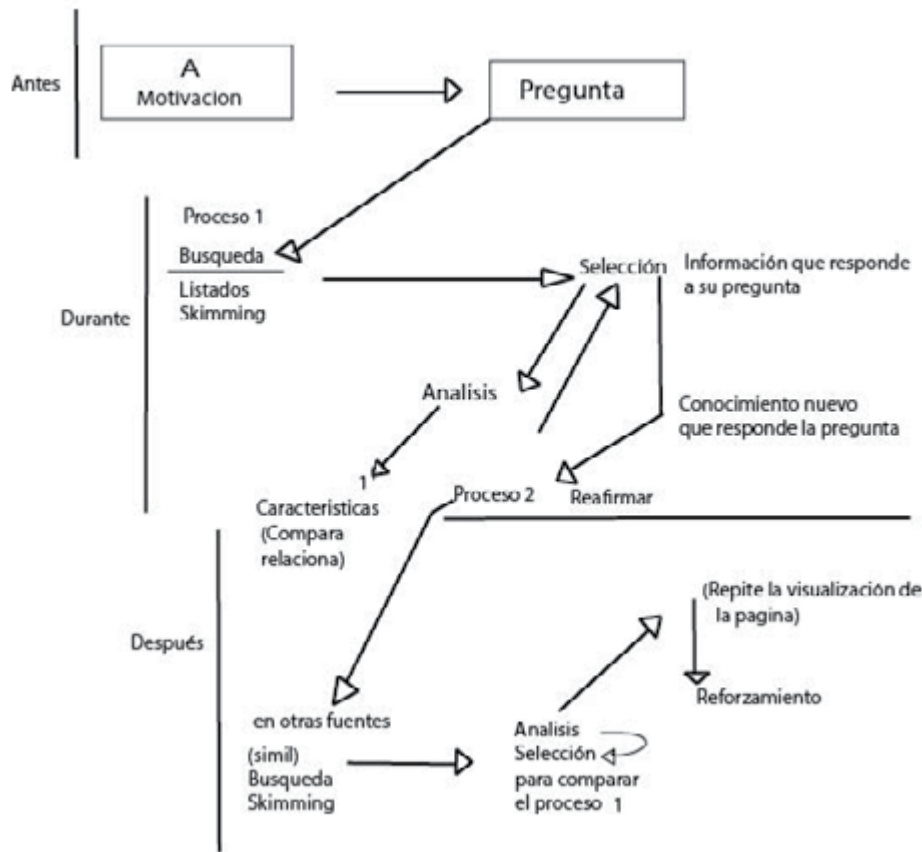 Antes
A
Motivacion
Pregunta
Durante
Proceso 1
Busqueda
Listados
Skimming
Selección
Información que responde
a su pregunta
Analisis
Conocimiento nuevo
que responde la pregunta
1
Caracteristicas
(Compara
relaciona)
Proceso 2
Reafirmar
Después
(Repite la visualización de
la pagina)
Reforzamiento
en otras fuentes
(simil)
Busqueda
Skimming
Analisis
Selección
para comparar
el proceso 1